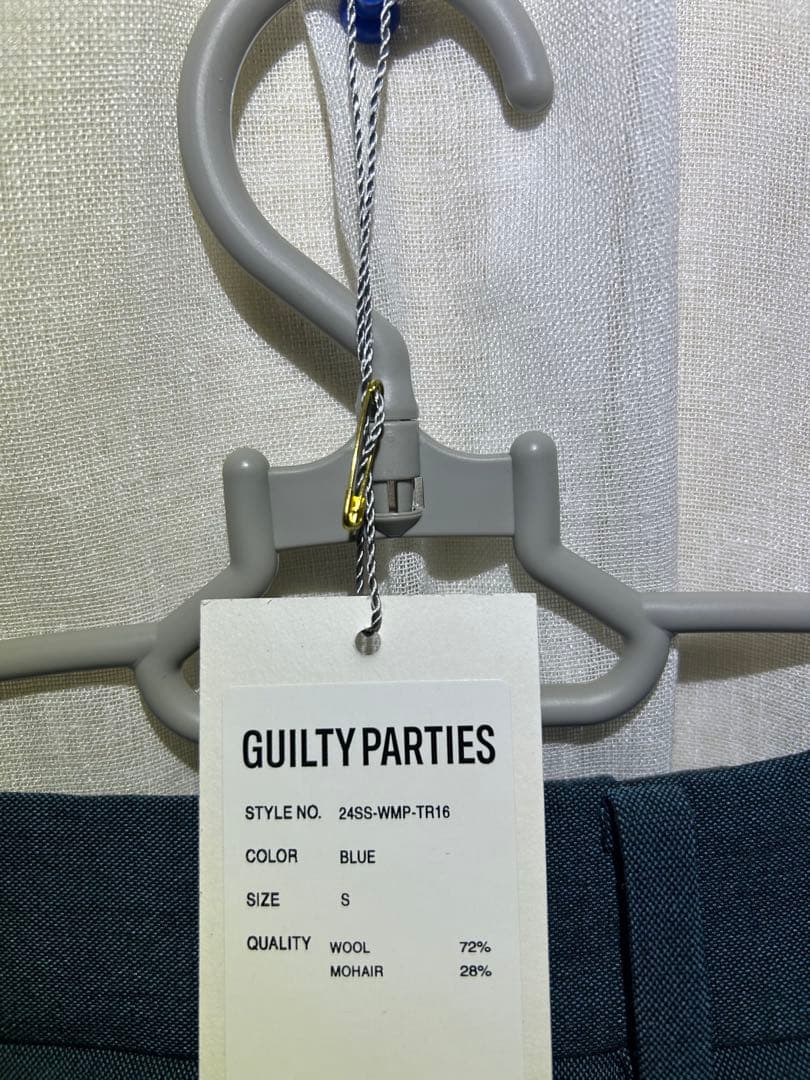 GUILTY PARTIES
STYLE NO. 24SS-WMP-TR16
COLOR BLUE
SIZE S
QUALITY WOOL 72%
MOHAIR 28%